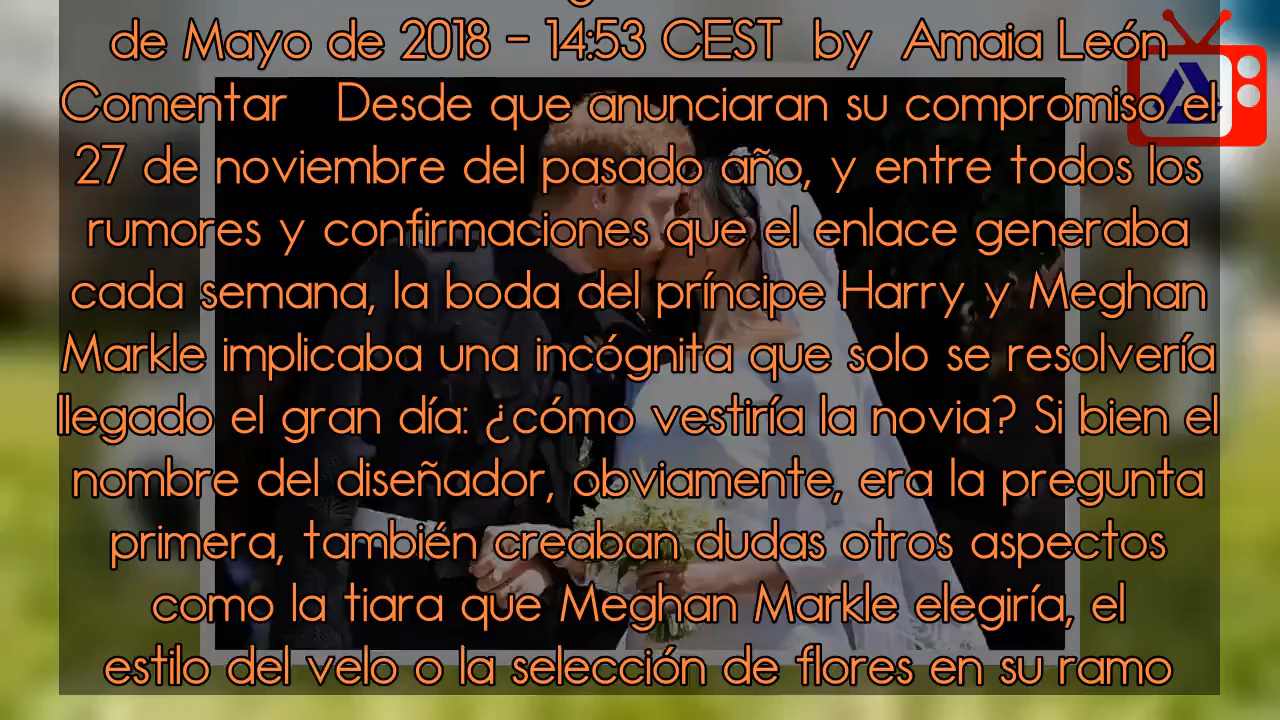 de Mayo de 2018 - 14:53 CEST by Amaia León
Comentar Desde que anunciaran su compromiso el
27 de noviembre del pasado año, y entre todos los
rumores y confirmaciones que el enlace generaba
cada semana, la boda del príncipe Harry y Meghan
Markle implicaba una incógnita que solo se resolvería
llegado el gran día: ¿cómo vestiría la novia? Si bien el
nombre del diseñador, obviamente, era la pregunta
primera, también creaban dudas otros aspectos
como la tiara que Meghan Markle elegiría, el
estilo del velo o la selección de flores en su ramo